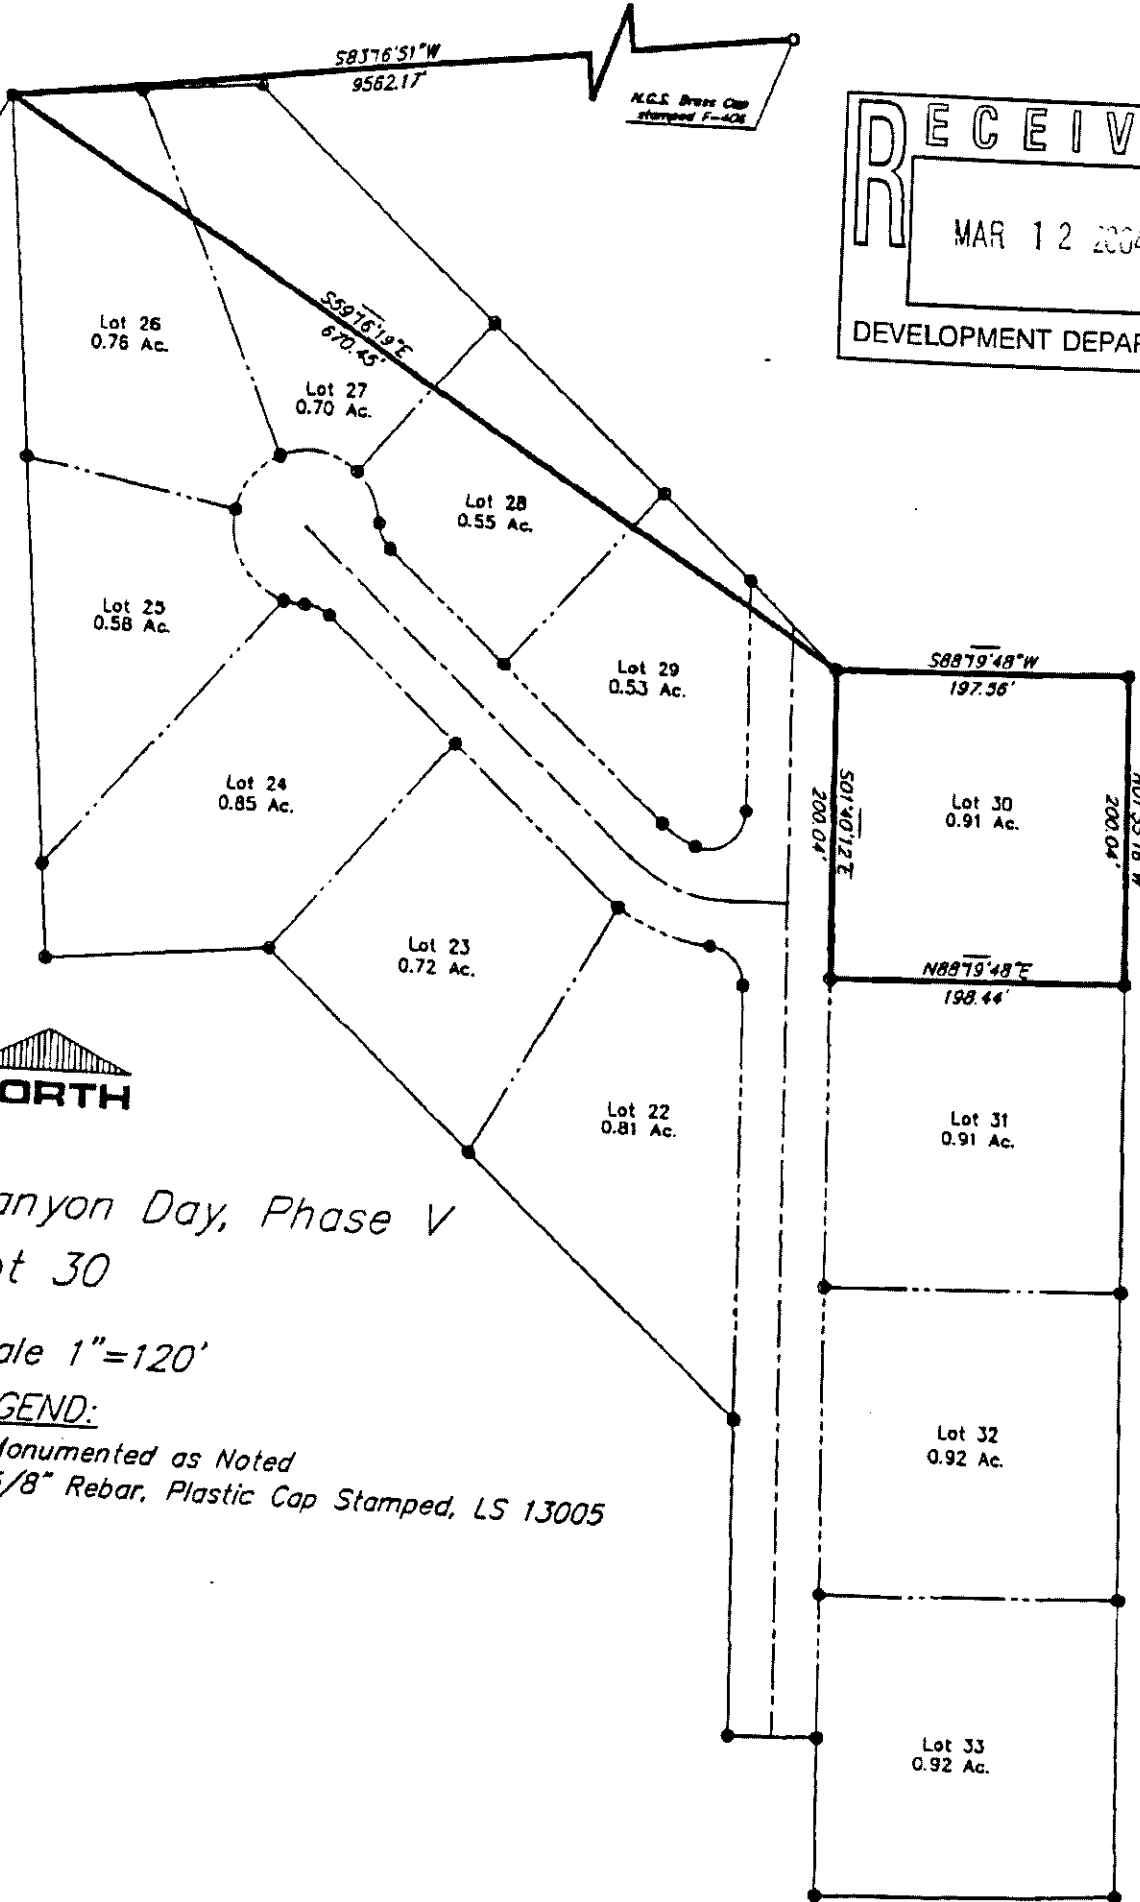 S83°16'51"W
9562.17'
N.G.S. Brass Cap
stamped F-408
RECEIV
MAR 12 2004
DEVELOPMENT DEPAR
Lot 26
0.76 Ac.
S59°16'19"E
670.45'
Lot 27
0.70 Ac.
Lot 28
0.55 Ac.
Lot 25
0.58 Ac.
Lot 29
0.53 Ac.
S88°19'48"W
197.56'
Lot 24
0.85 Ac.
S01°40'12"E
200.04'
Lot 30
0.91 Ac.
200.04'
Lot 23
0.72 Ac.
N88°19'48"E
198.44'
ORTH
Lot 22
0.81 Ac.
Lot 31
0.91 Ac.
anyon Day, Phase V
ot 30
ale 1"=120'
GEND:
Monumented as Noted
5/8" Rebar, Plastic Cap Stamped, LS 13005
Lot 32
0.92 Ac.
Lot 33
0.92 Ac.